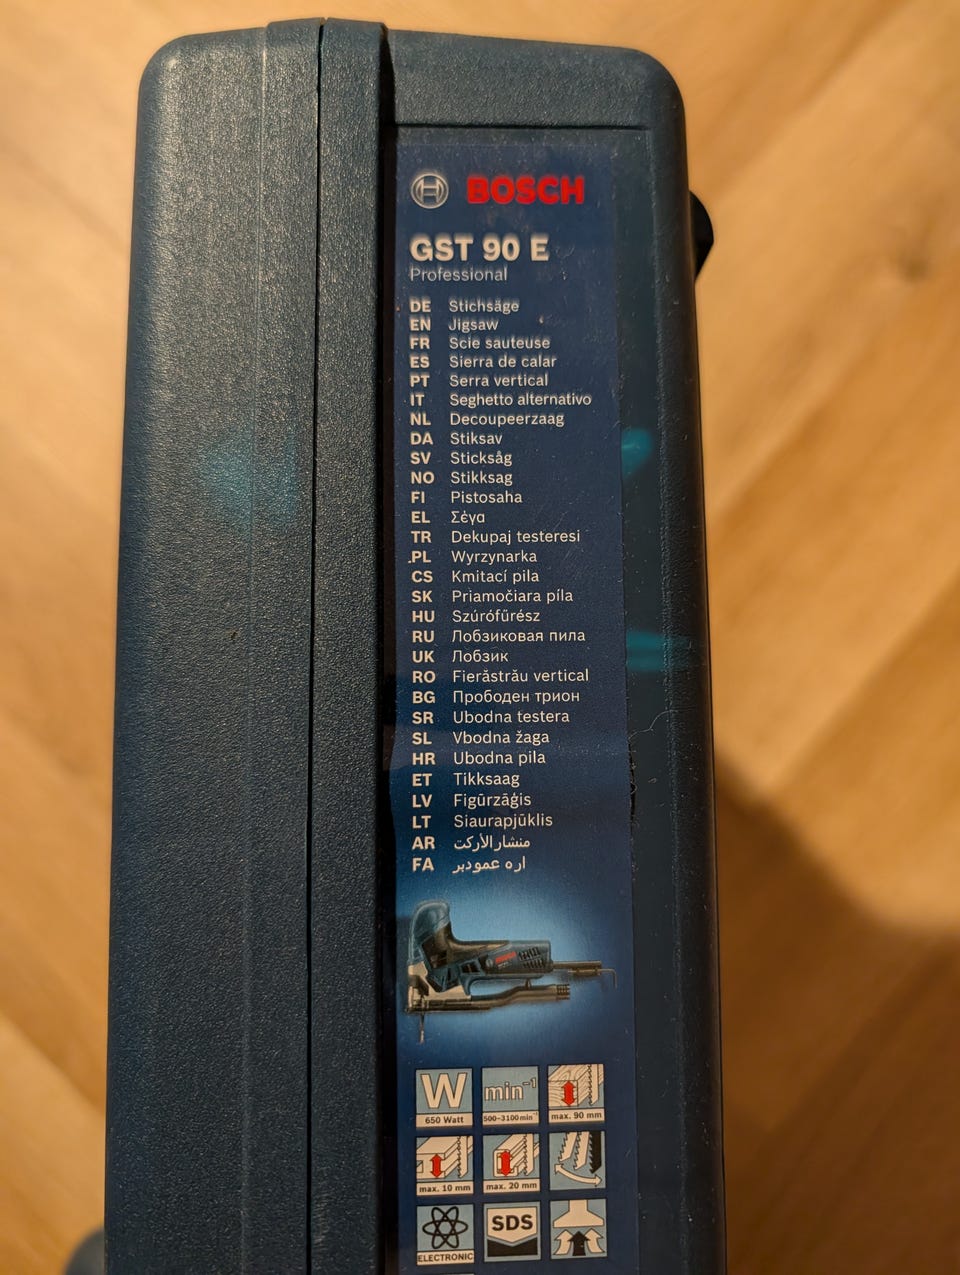 BOSCH
GST 90 E
Professional
DE Stichsäge
EN Jigsaw
FR Scie sauteuse
ES Sierra de calar
PT Serra vertical
IT Seghetto alternativo
NL Decoupeerzaag
DA Stiksav
SV Sticksåg
NO Stikksag
FI Pistosaha
EL Σέγα
TR Dekupaj testeresi
PL Wyrzynarka
CS Kmitací pila
SK Priamočiara píla
HU Szúrófűrész
RU Лобзиковая пила
UK Лобзик
RO Fierăstrău vertical
BG Прободен трион
SR Ubodna testera
SL Vbodna žaga
HR Ubodna pila
ET Tikksaag
LV Figūrzāģis
LT Siaurapjūklis
AR منشار الأركت
FA اره عمودبر
BOSCH
W min⁻¹
650 Watt 500-3100 min⁻¹ max. 90 mm
max. 10 mm max. 20 mm
SDS
ELECTRONIC